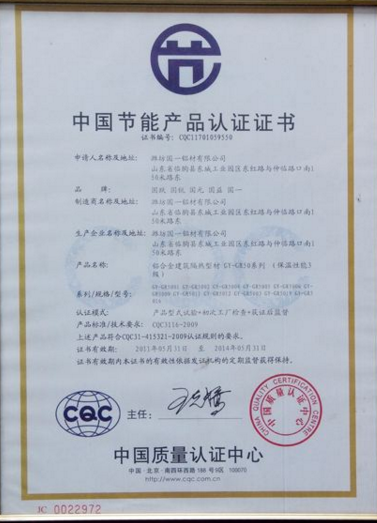 中国节能产品认证证书
证书编号: CQC11701059550
申请人名称及地址: 潍坊国一铝材有限公司
山东省临朐县东城工业园区东红路与仲临路口南1
50米路东
品 牌:
制造商名称及地址: 潍坊国一铝材有限公司
山东省临朐县东城工业园区东红路与仲临路口南1
50米路东
生产企业名称及地址: 潍坊国一铝材有限公司
山东省临朐县东城工业园区东红路与仲临路口南1
50米路东
产品名称: 铝合金建筑隔热型材 GY-GR50系列 (保温性能3
级)
系列/规格/型号:
认证模式: 产品型式试验+初次工厂检查+获证后监督
产品标准/技术要求: CQC3116-2009
上述产品符合CQC31-415321-2009认证规则的要求。
证书有效期: 2011年05月31日 至 2014年05月31日
证书有效期内本证书的有效性依据发证机构的定期监督获得保持。
CQC
主任:
CHINA QUALITY CERTIFICATION CENTRE
中国质量认证中心
中国质量认证中心
中国·北京·南四环西路 188 号 9区 100070
http://www.cqc.com.cn
JC 0022972